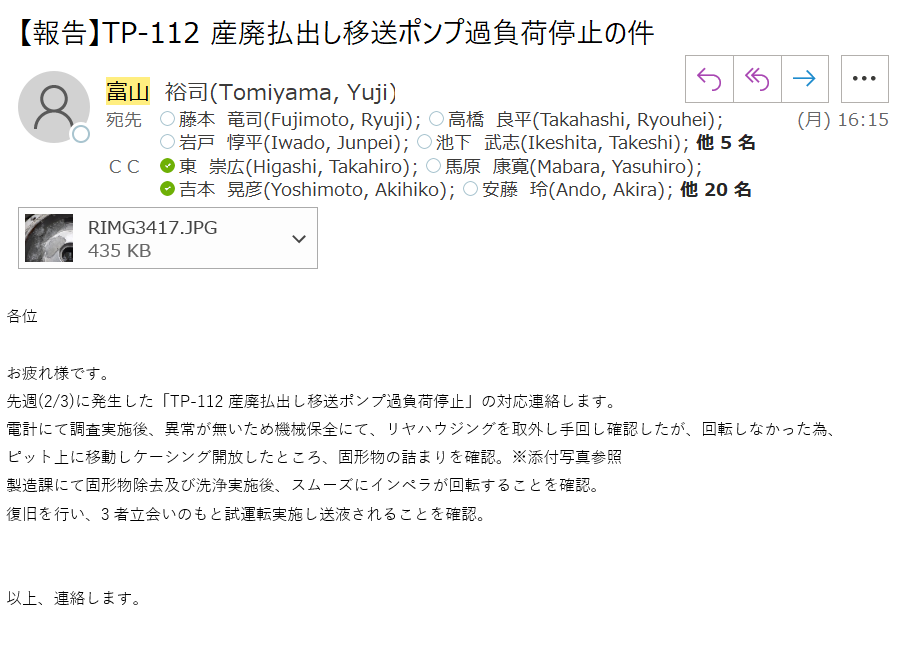 【報告】TP-112 産廃払出し移送ポンプ過負荷停止の件
富山 裕司(Tomiyama, Yuji)
宛先 藤本 竜司(Fujimoto, Ryuji); 高橋 良平(Takahashi, Ryouhei); (月) 16:15
岩戸 惇平(Iwado, Junpei); 池下 武志(Ikeshita, Takeshi); 他 5 名
ＣＣ 東 崇広(Higashi, Takahiro); 馬原 康寛(Mabara, Yasuhiro);
吉本 晃彦(Yoshimoto, Akihiko); 安藤 玲(Ando, Akira); 他 20 名
RIMG3417.JPG
435 KB
各位
お疲れ様です。
先週(2/3)に発生した「TP-112 産廃払出し移送ポンプ過負荷停止」の対応連絡します。
電計にて調査実施後、異常が無いため機械保全にて、リヤハウジングを取外し手回し確認したが、回転しなかった為、
ピット上に移動しケーシング開放したところ、固形物の詰まりを確認。※添付写真参照
製造課にて固形物除去及び洗浄実施後、スムーズにインペラが回転することを確認。
復旧を行い、3 者立会いのもと試運転実施し送液されることを確認。
以上、連絡します。